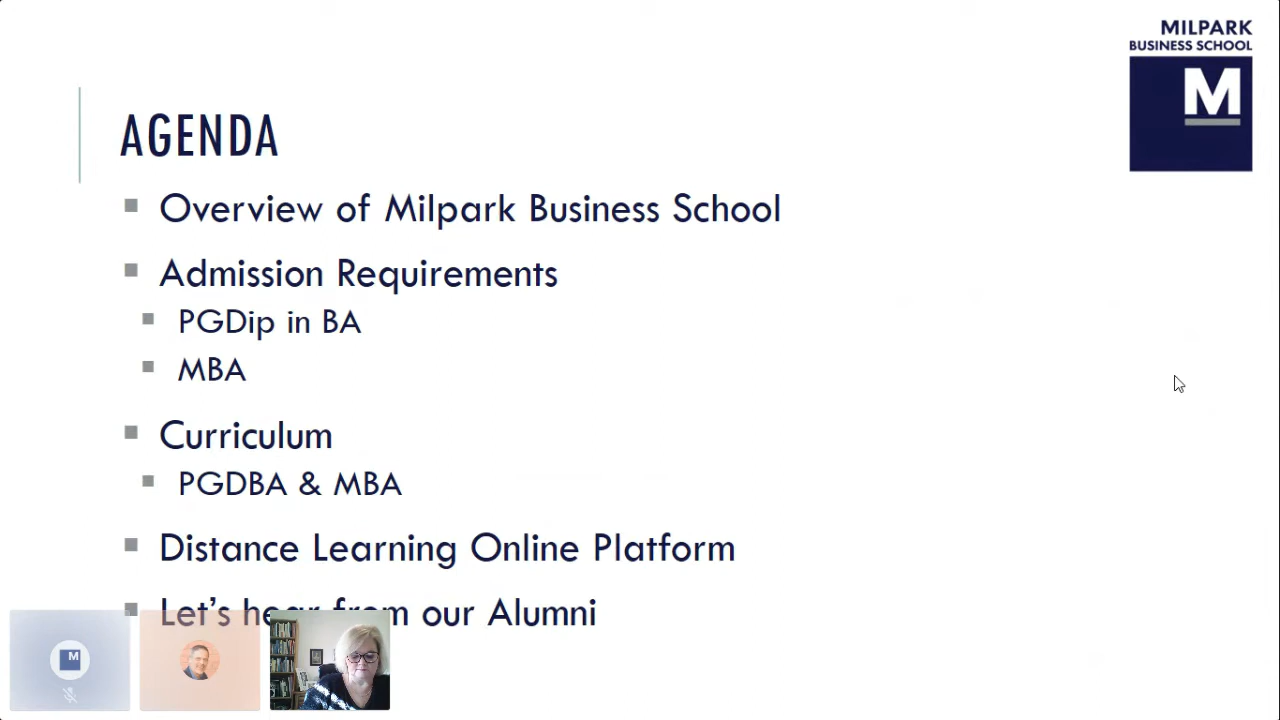 MILPARK
BUSINESS SCHOOL
M
AGENDA
Overview of Milpark Business School
Admission Requirements
PGDip in BA
MBA
Curriculum
PGDBA & MBA
Distance Learning Online Platform
Let's hear from our Alumni
M